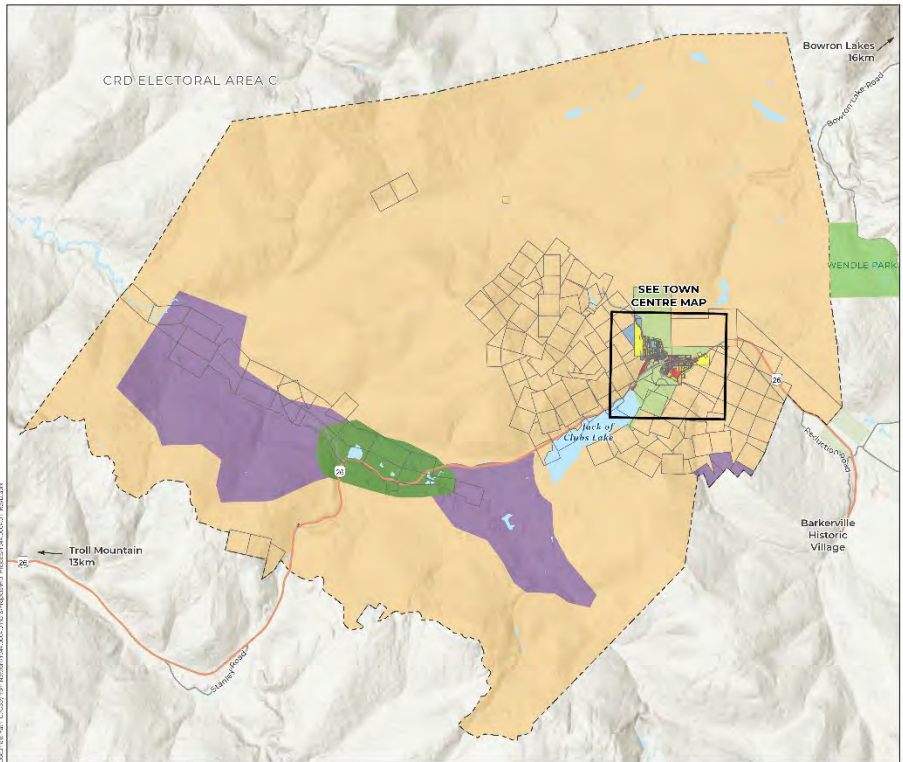 Bowron Lakes
16km
CRD ELECTORAL AREA C
Bowron Lake Road
WENDLE PARK
SEE TOWN
CENTRE MAP
26
Jack of
Clubs Lake
Reduction Road
26
Barkerville
Historic
Village
Troll Mountain
13km
26
Stanley Road